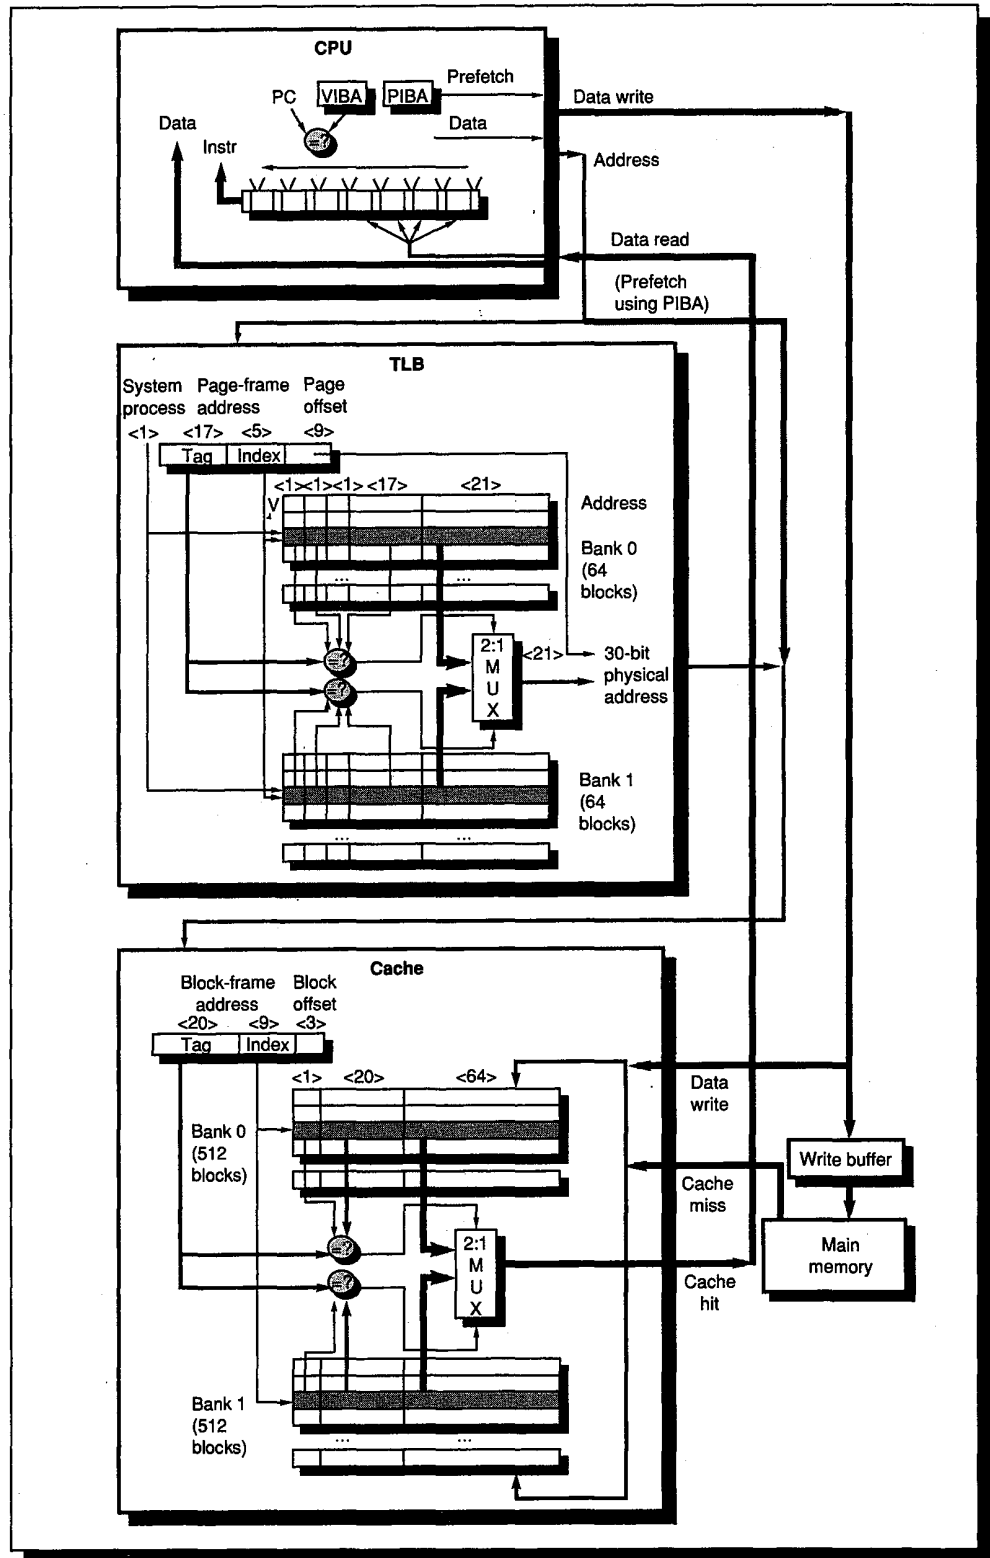 CPU
PC
VIBA
PIBA
Prefetch
Data
Instr
=?
Data
Data write
Address
Data read
(Prefetch
using PIBA)
TLB
System
process
Page-frame
address
Page
offset
<1>
<17>
<5>
<9>
Tag
Index
<1>
<1>
<1>
<17>
<21>
V
Address
Bank 0
(64
blocks)
...
...
=?
=?
2:1
M
U
X
<21>
30-bit
physical
address
Bank 1
(64
blocks)
...
...
Cache
Block-frame
address
Block
offset
<20>
<9>
<3>
Tag
Index
<1>
<20>
<64>
Bank 0
(512
blocks)
=?
=?
2:1
M
U
X
Bank 1
(512
blocks)
...
...
Data
write
Cache
miss
Cache
hit
Write buffer
Main
memory